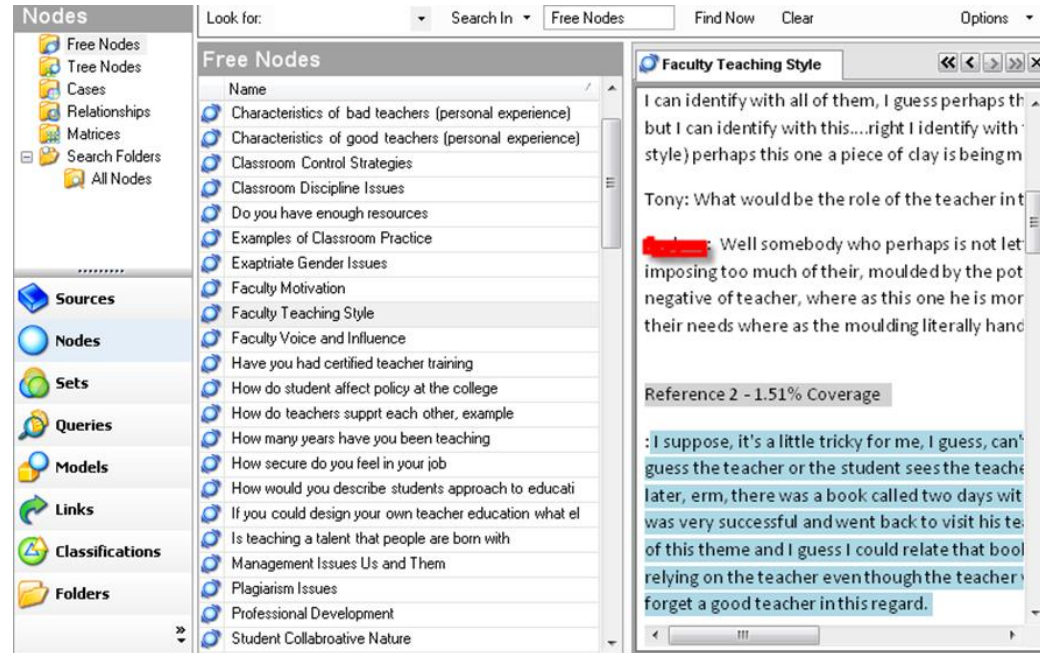 Nodes
Free Nodes
Tree Nodes
Cases
Relationships
Matrices
Search Folders
All Nodes
Sources
Nodes
Sets
Queries
Models
Links
Classifications
Folders
Look for: Search In Free Nodes Find Now Clear Options
Free Nodes
Name
Characteristics of bad teachers (personal experience)
Characteristics of good teachers (personal experience)
Classroom Control Strategies
Classroom Discipline Issues
Do you have enough resources
Examples of Classroom Practice
Exaptriate Gender Issues
Faculty Motivation
Faculty Teaching Style
Faculty Voice and Influence
Have you had certified teacher training
How do student affect policy at the college
How do teachers supprt each other, example
How many years have you been teaching
How secure do you feel in your job
How would you describe students approach to educati
If you could design your own teacher education what el
Is teaching a talent that people are born with
Management Issues Us and Them
Plagiarism Issues
Professional Development
Student Collabroative Nature
Faculty Teaching Style
I can identify with all of them, I guess perhaps th
but I can identify with this....right I identify with
style) perhaps this one a piece of clay is being m
Tony: What would be the role of the teacher in t
: Well somebody who perhaps is not let
imposing too much of their, moulded by the pot
negative of teacher, where as this one he is mor
their needs where as the moulding literally hand
Reference 2 - 1.51% Coverage
: I suppose, it's a little tricky for me, I guess, can'
guess the teacher or the student sees the teache
later, erm, there was a book called two days wit
was very successful and went back to visit his te
of this theme and I guess I could relate that boo
relying on the teacher even though the teacher
forget a good teacher in this regard.